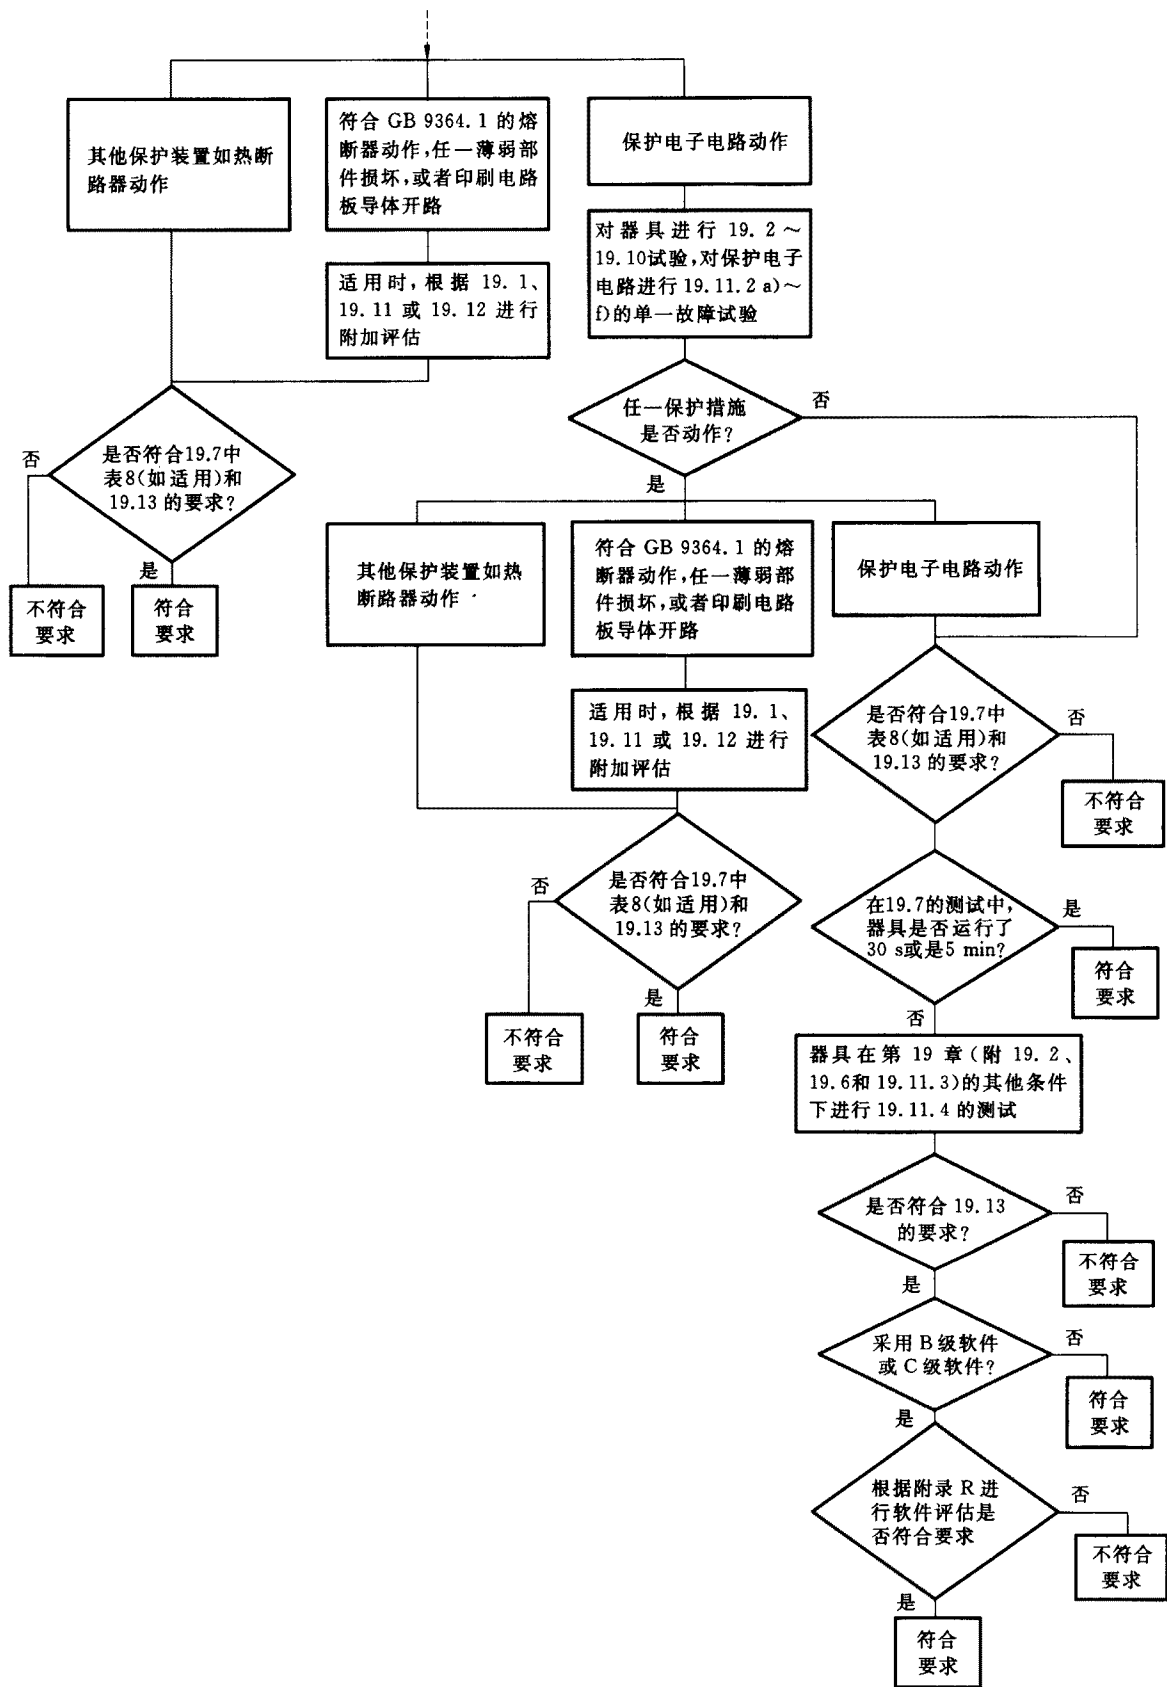 其他保护装置如热断
路器动作
符合 GB 9364.1 的熔
断器动作,任一薄弱部
件损坏,或者印刷电路
板导体开路
保护电子电路动作
适用时,根据 19.1、
19.11 或 19.12 进行
附加评估
对器具进行 19.2～
19.10试验,对保护电子
电路进行 19.11.2 a)～
f)的单一故障试验
是否符合19.7中
表8(如适用)和
19.13 的要求?
否
是
不符合
要求
符合
要求
任一保护措施
是否动作?
否
是
其他保护装置如热
断路器动作
符合 GB 9364.1 的熔
断器动作,任一薄弱部
件损坏,或者印刷电路
板导体开路
保护电子电路动作
适用时,根据 19.1、
19.11 或 19.12 进行
附加评估
是否符合19.7中
表8(如适用)和
19.13 的要求?
否
不符合
要求
是否符合19.7中
表8(如适用)和
19.13 的要求?
否
是
不符合
要求
符合
要求
在19.7的测试中,
器具是否运行了
30 s或是5 min?
是
符合
要求
否
器具在第 19 章(附 19.2、
19.6和 19.11.3)的其他条件
下进行 19.11.4 的测试
是否符合 19.13
的要求?
否
不符合
要求
是
采用 B 级软件
或 C 级软件?
否
符合
要求
是
根据附录 R 进
行软件评估是
否符合要求
否
不符合
要求
是
符合
要求